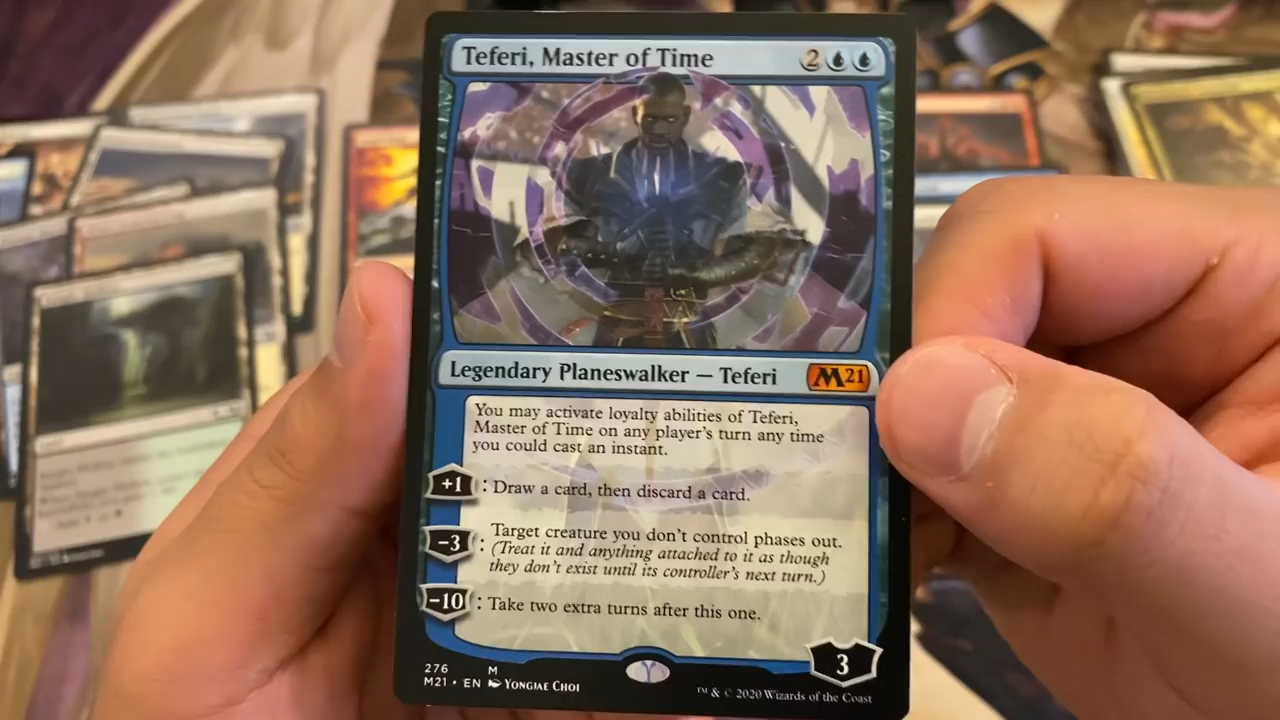 Teferi, Master of Time 2
Legendary Planeswalker — Teferi M21
You may activate loyalty abilities of Teferi,
Master of Time on any player's turn any time
you could cast an instant.
+1 : Draw a card, then discard a card.
−3 : Target creature you don't control phases out.
(Treat it and anything attached to it as though
they don't exist until its controller's next turn.)
−10 : Take two extra turns after this one.
3
276 M
M21 • EN Yongjae Choi
™ & © 2020 Wizards of the Coast